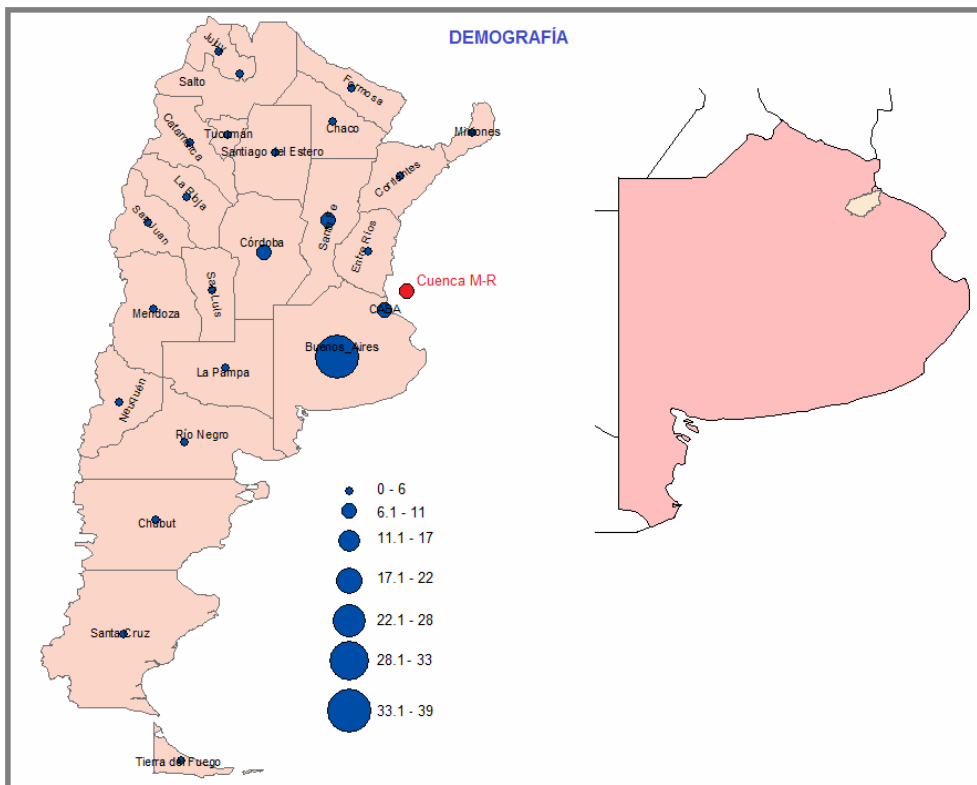 DEMOGRAFÍA
Jujuy
Salto
Formosa
Chaco
Misiones
Tucumán
Catamarca
Santiago del Estero
Corrientes
La Rioja
San Juan
Santa Fe
Córdoba
Entre Ríos
Cuenca M-R
San Luis
Mendoza
CABA
Buenos_Aires
La Pampa
Neuquén
Río Negro
Chubut
Santa Cruz
Tierra del Fuego
0 - 6
6.1 - 11
11.1 - 17
17.1 - 22
22.1 - 28
28.1 - 33
33.1 - 39